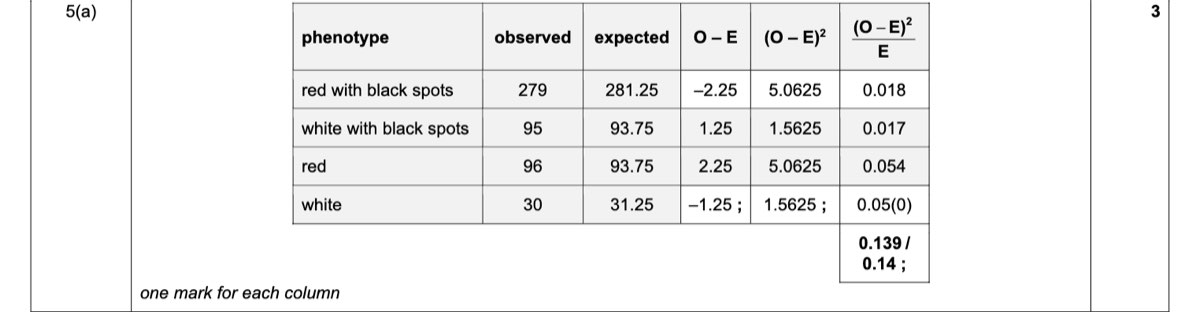 5(a) 3
phenotype observed expected O – E (O – E)² (O – E)²
E
red with black spots 279 281.25 –2.25 5.0625 0.018
white with black spots 95 93.75 1.25 1.5625 0.017
red 96 93.75 2.25 5.0625 0.054
white 30 31.25 –1.25 ; 1.5625 ; 0.05(0)
0.139 /
0.14 ;
one mark for each column